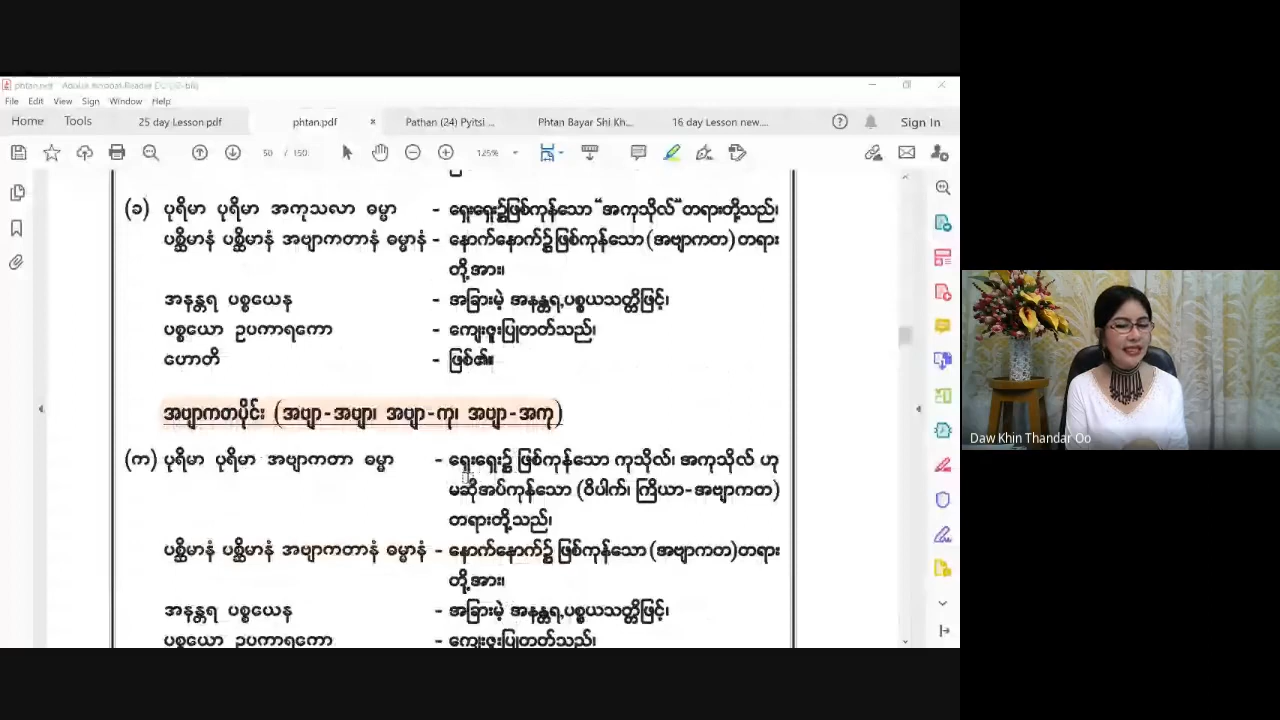 File Edit View Sign Window Help
Home Tools 25 day Lesson.pdf phtan.pdf × Pathan (24) Pyitsi ... Phtan Bayar Shi Kh... 16 day Lesson new.... Sign In
50 / 150 125%
(ခ) ပုရိမာ ပုရိမာ အကုသလာ ဓမ္မာ - ရှေးရှေး၌ဖြစ်ကုန်သော“အကုသိုလ်”တရားတို့သည်၊
ပစ္ဆိမာနံ ပစ္ဆိမာနံ အဗျာကတာနံ ဓမ္မာနံ - နောက်နောက်၌ဖြစ်ကုန်သော(အဗျာကတ)တရား
တို့အား၊
အနန္တရ ပစ္စယေန - အခြားမဲ့ အနန္တရ,ပစ္စယသတ္တိဖြင့်၊
ပစ္စယော ဥပကာရကော - ကျေးဇူးပြုတတ်သည်၊
ဟောတိ - ဖြစ်၏။
အဗျာကတပိုင်း (အဗျာ-အဗျာ၊ အဗျာ-ကု၊ အဗျာ-အကု)
(က) ပုရိမာ ပုရိမာ အဗျာကတာ ဓမ္မာ - ရှေးရှေး၌ ဖြစ်ကုန်သော ကုသိုလ်၊ အကုသိုလ် ဟု
မဆိုအပ်ကုန်သော (ဝိပါက်၊ ကြိယာ-အဗျာကတ)
တရားတို့သည်၊
ပစ္ဆိမာနံ ပစ္ဆိမာနံ အဗျာကတာနံ ဓမ္မာနံ - နောက်နောက်၌ ဖြစ်ကုန်သော(အဗျာကတ)တရား
တို့အား၊
အနန္တရ ပစ္စယေန - အခြားမဲ့ အနန္တရ,ပစ္စယသတ္တိဖြင့်၊
ပစ္စယော ဥပကာရကော - ကျေးဇူးပြုတတ်သည်၊
Daw Khin Thandar Oo